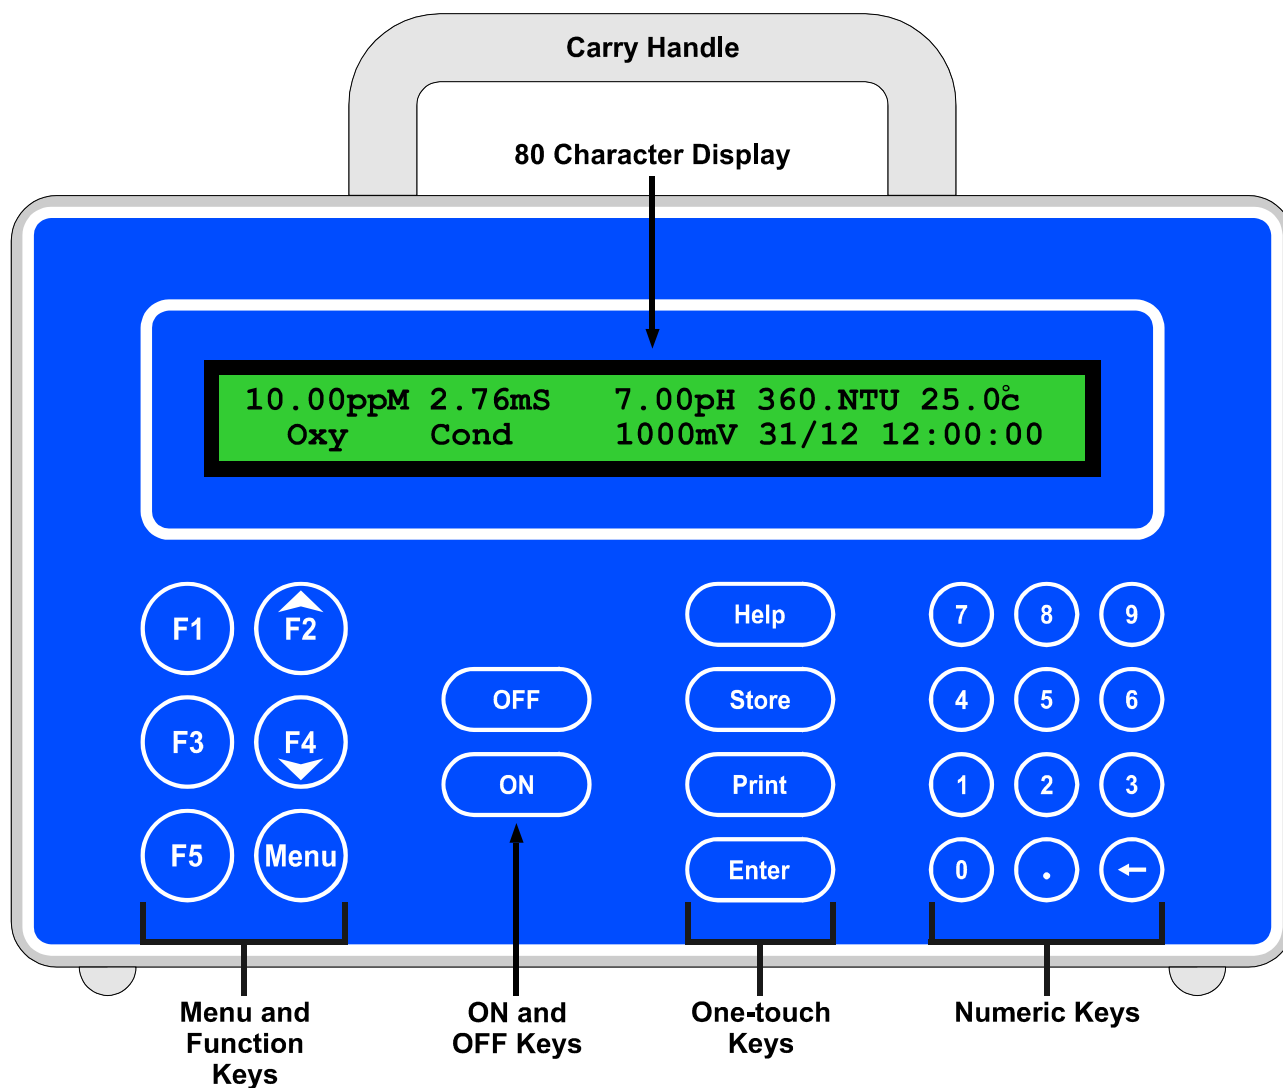 Carry Handle
80 Character Display
10.00ppM 2.76mS 7.00pH 360.NTU 25.0°c
Oxy Cond 1000mV 31/12 12:00:00
F1 F2 Help 7 8 9
OFF Store 4 5 6
F3 F4
ON Print 1 2 3
F5 Menu Enter 0 . ←
Menu and
Function
Keys
ON and
OFF Keys
One-touch
Keys
Numeric Keys